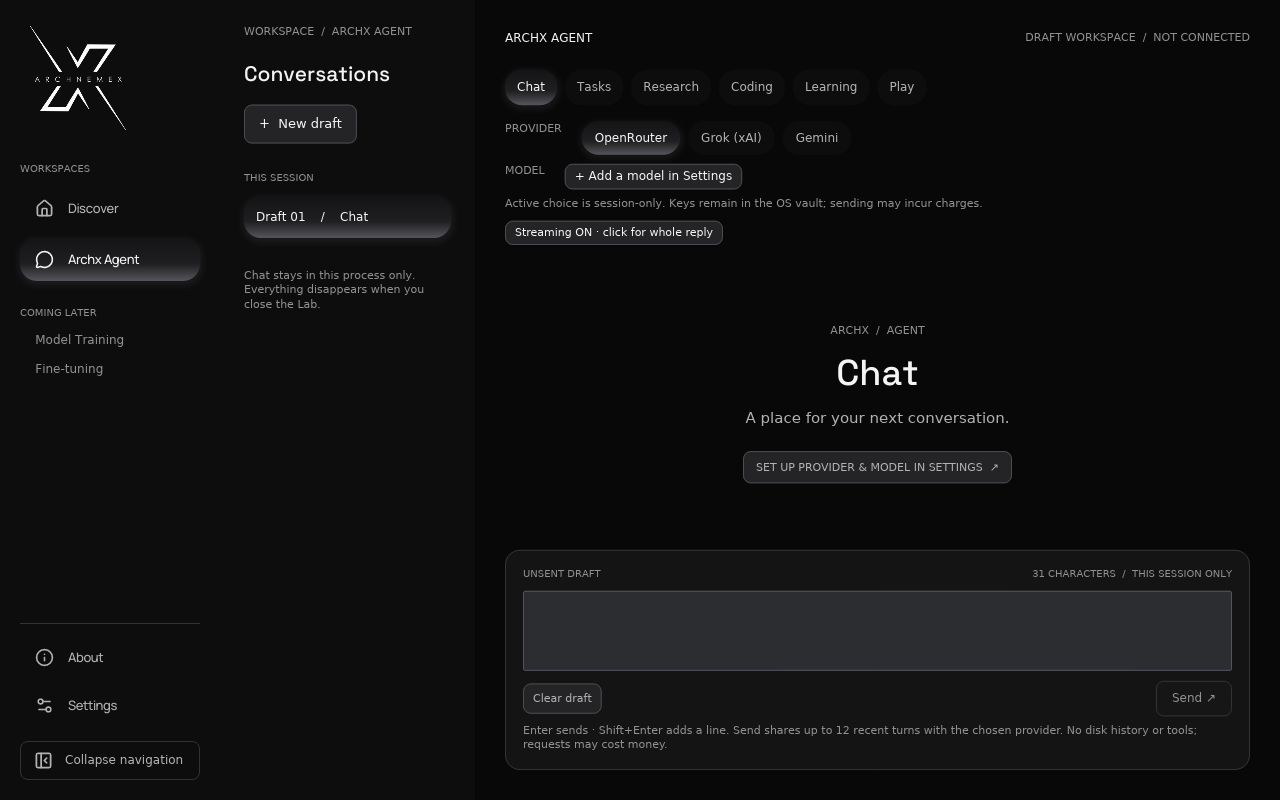 ARCHNEMEX
WORKSPACES
Discover
Archx Agent
COMING LATER
Model Training
Fine-tuning
About
Settings
Collapse navigation
WORKSPACE / ARCHX AGENT
Conversations
+ New draft
THIS SESSION
Draft 01 / Chat
Chat stays in this process only.
Everything disappears when you
close the Lab.
ARCHX AGENT
DRAFT WORKSPACE / NOT CONNECTED
Chat Tasks Research Coding Learning Play
PROVIDER OpenRouter Grok (xAI) Gemini
MODEL + Add a model in Settings
Active choice is session-only. Keys remain in the OS vault; sending may incur charges.
Streaming ON · click for whole reply
ARCHX / AGENT
Chat
A place for your next conversation.
SET UP PROVIDER & MODEL IN SETTINGS ↗
UNSENT DRAFT
31 CHARACTERS / THIS SESSION ONLY
Clear draft
Send ↗
Enter sends · Shift+Enter adds a line. Send shares up to 12 recent turns with the chosen provider. No disk history or tools;
requests may cost money.